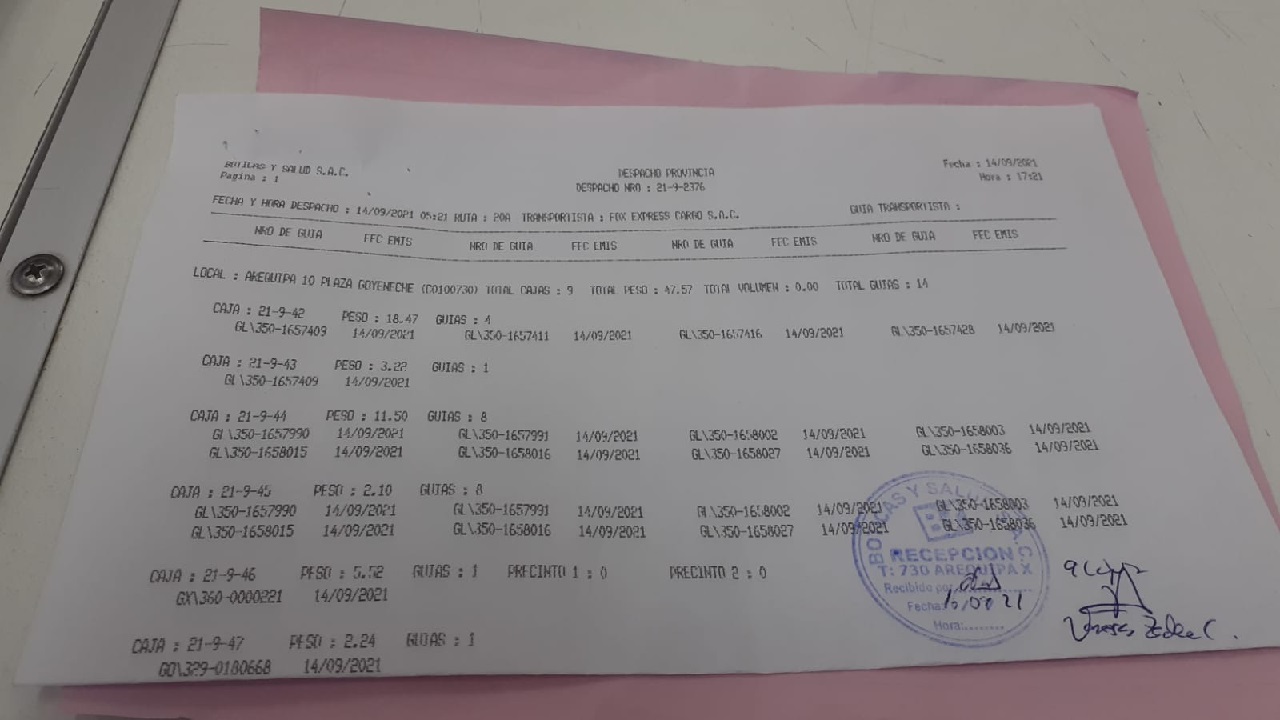 BOTICAS Y SALUD S.A.C. DESPACHO PROVINCIA Fecha : 14/09/2021
Pagina : 1 DESPACHO NRO : 21-9-2376 Hora : 17:21
FECHA Y HORA DESPACHO : 14/09/2021 05:21 RUTA : 20A TRANSPORTISTA : FOX EXPRESS CARGO S.A.C. GUIA TRANSPORTISTA :
NRO DE GUIA FEC EMIS NRO DE GUIA FEC EMIS NRO DE GUIA FEC EMIS NRO DE GUIA FEC EMIS
LOCAL : AREQUIPA 10 PLAZA GOYENECHE (C0100730) TOTAL CAJAS : 9 TOTAL PESO : 47.57 TOTAL VOLUMEN : 0.00 TOTAL GUIAS : 14
CAJA : 21-9-42 PESO : 18.47 GUIAS : 4
GL\350-1657409 14/09/2021 GL\350-1657411 14/09/2021 GL\350-1657416 14/09/2021 GL\350-1657428 14/09/2021
CAJA : 21-9-43 PESO : 3.22 GUIAS : 1
GL\350-1657409 14/09/2021
CAJA : 21-9-44 PESO : 11.50 GUIAS : 8
GL\350-1657990 14/09/2021 GL\350-1657991 14/09/2021 GL\350-1658002 14/09/2021 GL\350-1658003 14/09/2021
GL\350-1658015 14/09/2021 GL\350-1658016 14/09/2021 GL\350-1658027 14/09/2021 GL\350-1658036 14/09/2021
CAJA : 21-9-45 PESO : 2.10 GUIAS : 8
GL\350-1657990 14/09/2021 GL\350-1657991 14/09/2021 GL\350-1658002 14/09/2021 GL\350-1658003 14/09/2021
GL\350-1658015 14/09/2021 GL\350-1658016 14/09/2021 GL\350-1658027 14/09/2021 GL\350-1658036 14/09/2021
CAJA : 21-9-46 PESO : 5.52 GUIAS : 1 PRECINTO 1 : 0 PRECINTO 2 : 0
GX\360-0000221 14/09/2021
CAJA : 21-9-47 PESO : 2.24 GUIAS : 1
GO\329-0180668 14/09/2021
BOTICAS Y SALUD
RECEPCION
T: 730 AREQUIPA X
Recibido por
Fecha:
Hora:........